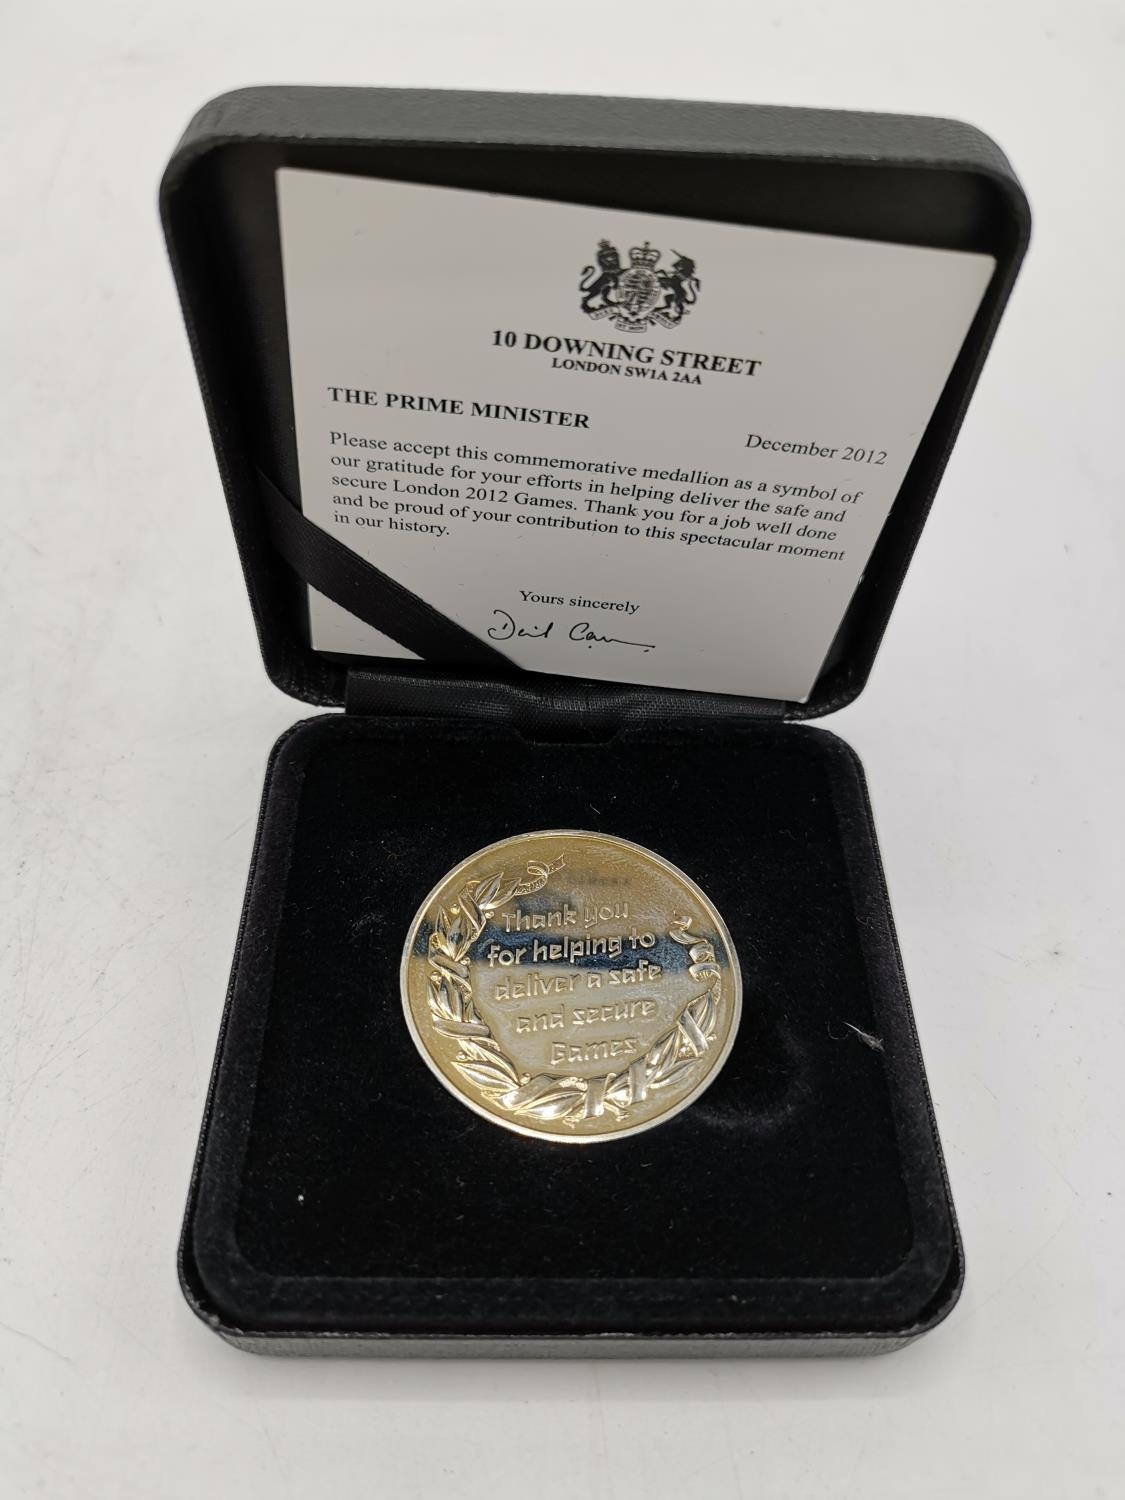 10 DOWNING STREET
LONDON SW1A 2AA
THE PRIME MINISTER
December 2012
Please accept this commemorative medallion as a symbol of
our gratitude for your efforts in helping deliver the safe and
secure London 2012 Games. Thank you for a job well done
and be proud of your contribution to this spectacular moment
in our history.
Yours sincerely
Thank you
for helping to
deliver a safe
and secure
Games